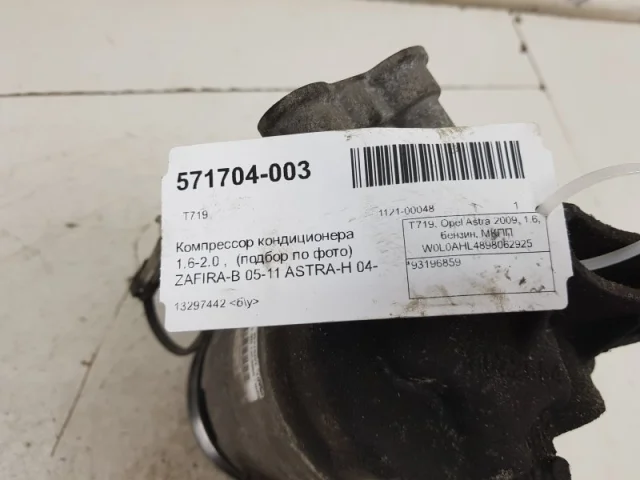 571704-003
T719
1121-00048
1
Компрессор кондиционера
1.6-2.0 , (подбор по фото)
ZAFIRA-B 05-11 ASTRA-H 04-
13297442 <б\у>
T719, Opel Astra 2009, 1.6,
Бензин, МКПП
W0L0AHL4898062925
*93196859